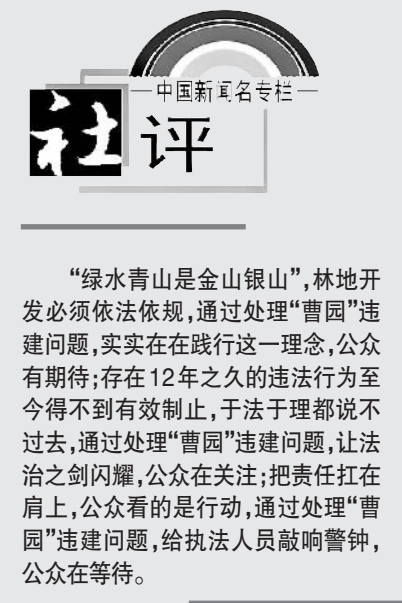 中国新闻名专栏
社评
“绿水青山是金山银山”,林地开
发必须依法依规,通过处理“曹园”违
建问题,实实在在践行这一理念,公众
有期待;存在12年之久的违法行为至
今得不到有效制止,于法于理都说不
过去,通过处理“曹园”违建问题,让法
治之剑闪耀,公众在关注;把责任扛在
肩上,公众看的是行动,通过处理“曹
园”违建问题,给执法人员敲响警钟,
公众在等待。